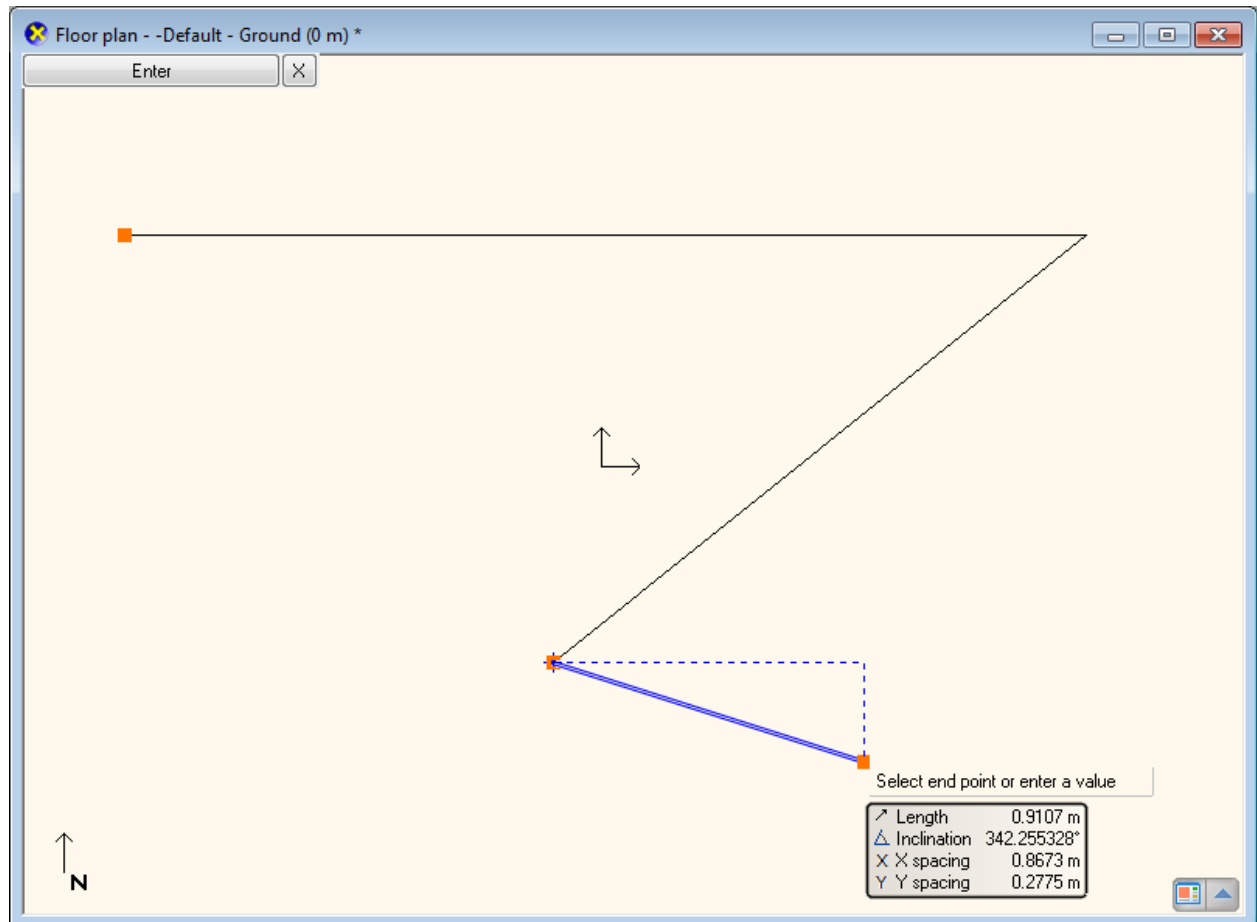 Floor plan - -Default - Ground (0 m) *
Enter X
Select end point or enter a value
Length 0.9107 m
Inclination 342.255328°
X X spacing 0.8673 m
Y Y spacing 0.2775 m
N